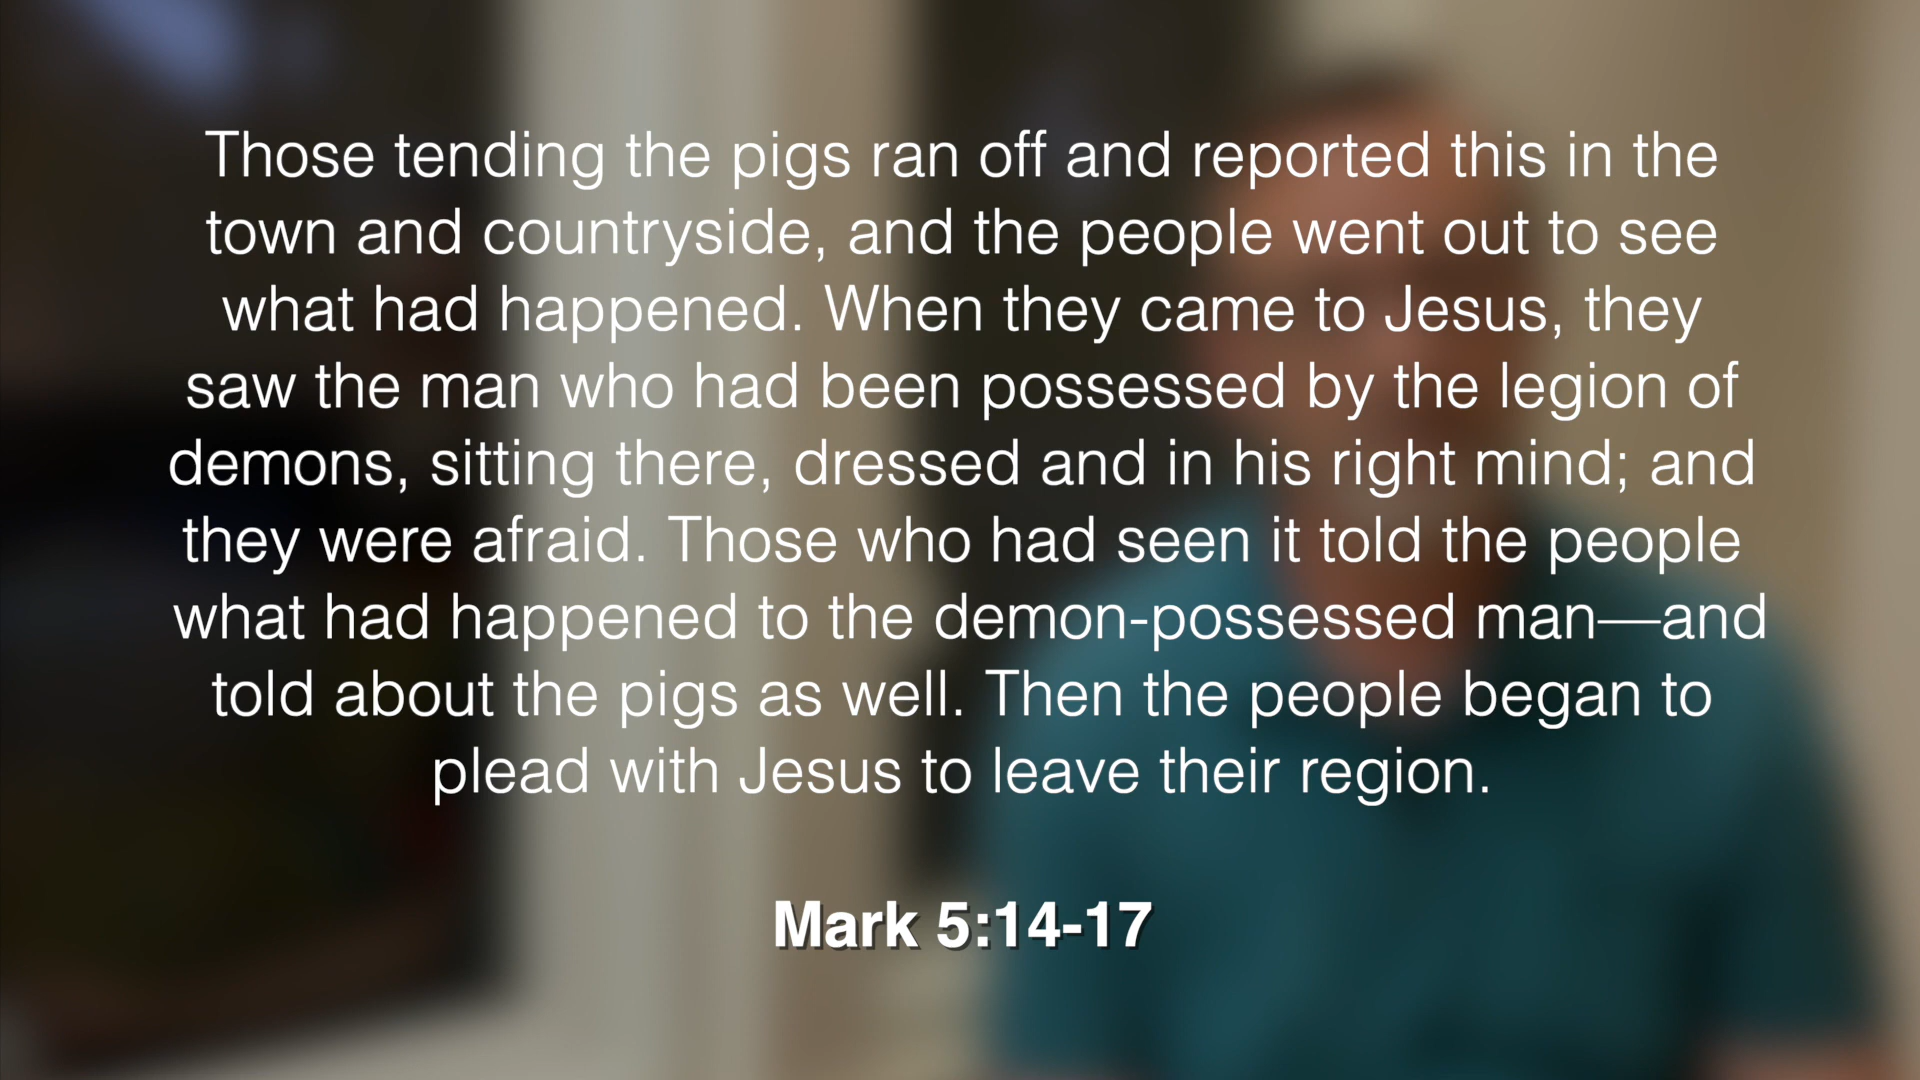 Those tending the pigs ran off and reported this in the
town and countryside, and the people went out to see
what had happened. When they came to Jesus, they
saw the man who had been possessed by the legion of
demons, sitting there, dressed and in his right mind; and
they were afraid. Those who had seen it told the people
what had happened to the demon-possessed man—and
told about the pigs as well. Then the people began to
plead with Jesus to leave their region.
Mark 5:14-17